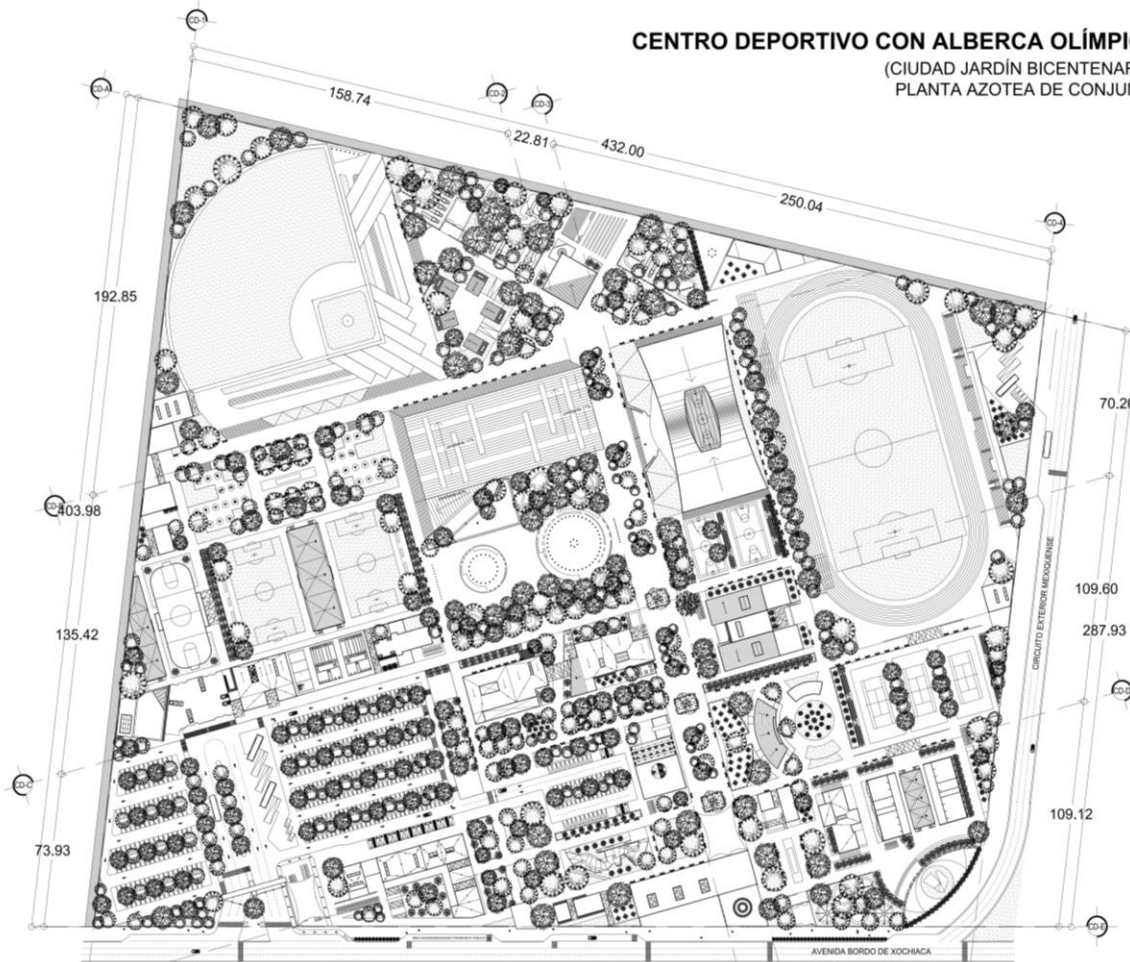 CENTRO DEPORTIVO CON ALBERCA OLÍMPI
(CIUDAD JARDÍN BICENTENAR
PLANTA AZOTEA DE CONJU
CD-1
CD-A
CD-2
CD-3
158.74
22.81
432.00
250.04
CD-4
192.85
70.20
403.98
109.60
287.93
135.42
CIRCUITO EXTERIOR MEXIQUENSE
CD-D
CD-C
109.12
73.93
CD-E
AVENIDA BORDO DE XOCHIACA